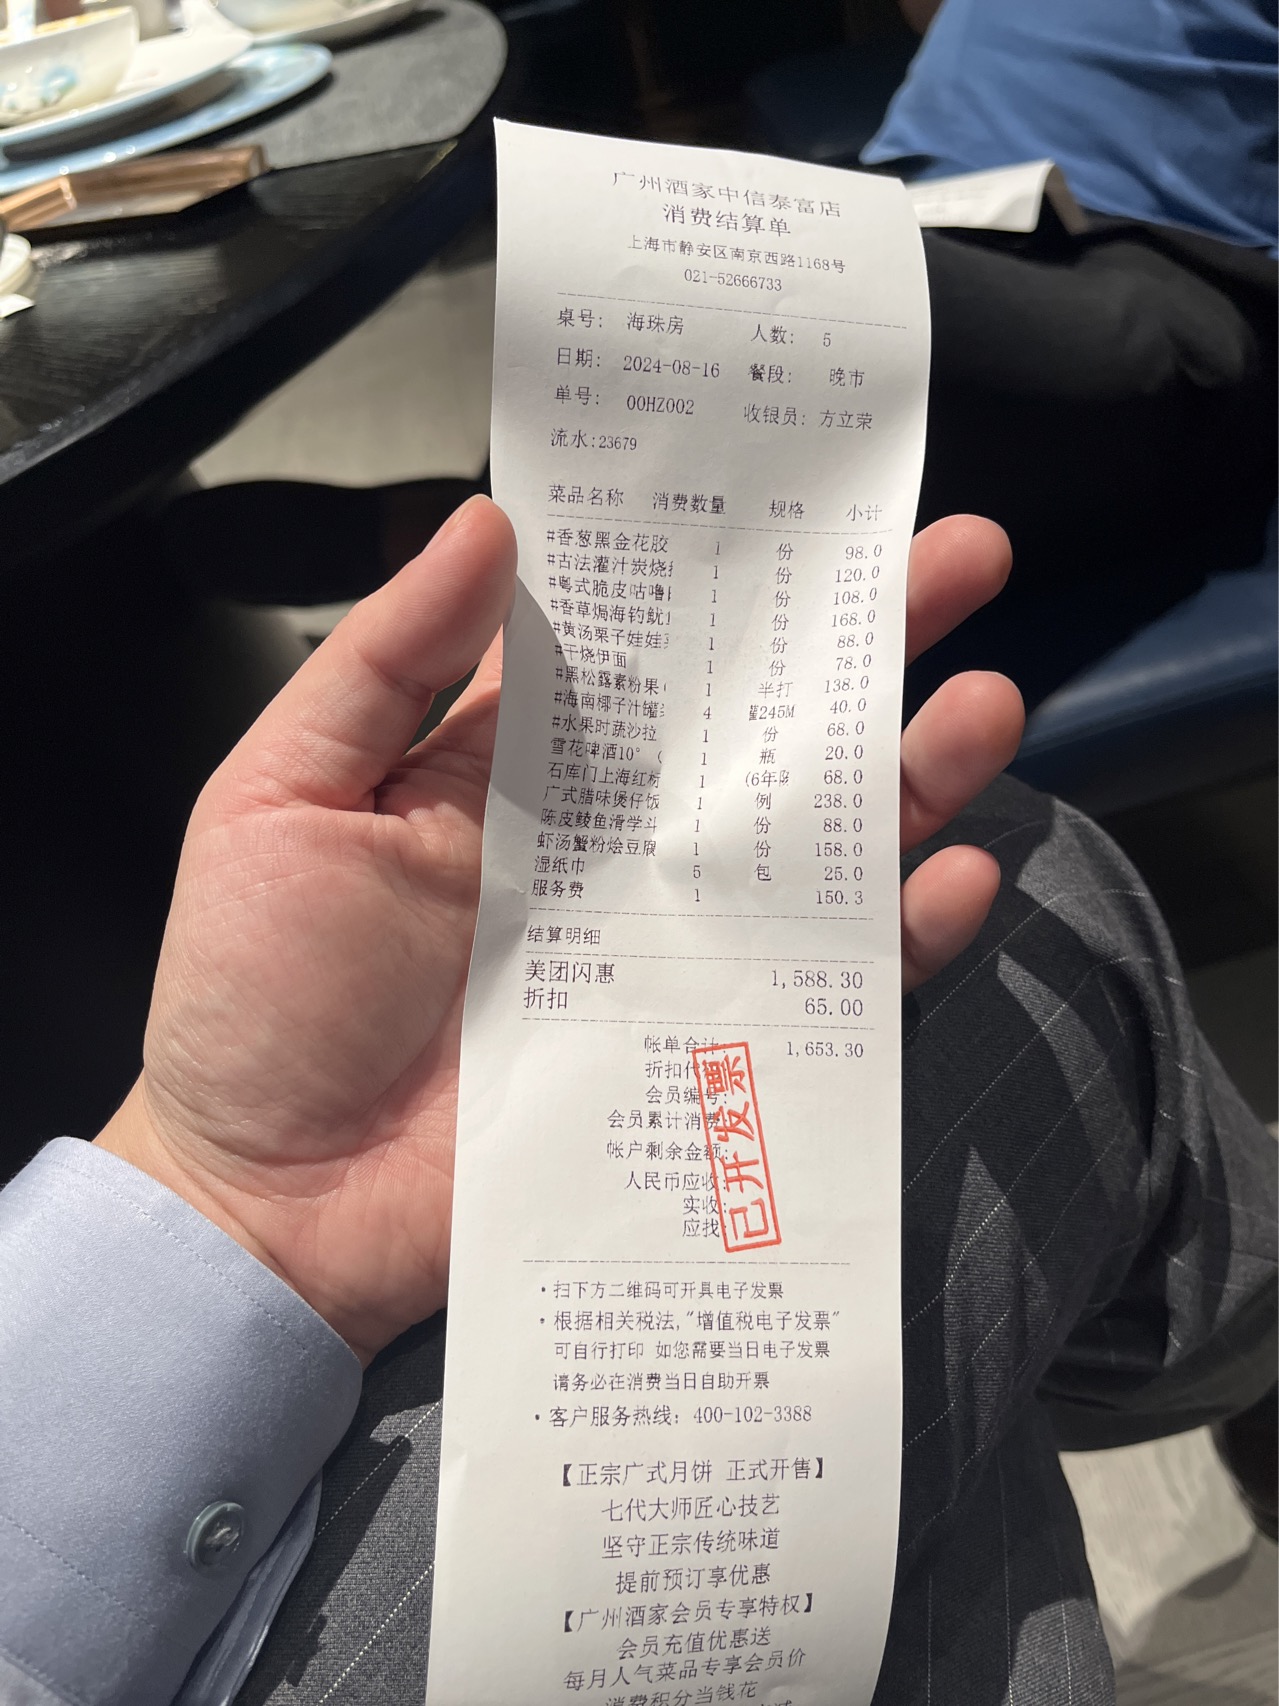 广州酒家中信泰富店
消费结算单
上海市静安区南京西路1168号
021-52666733
桌号: 海珠房 人数: 5
日期: 2024-08-16 餐段: 晚市
单号: 00HZ002 收银员: 方立荣
流水:23679
菜品名称 消费数量 规格 小计
#香葱黑金花胶 1 份 98.0
#古法灌汁炭烧 1 份 120.0
#粤式脆皮咕噜 1 份 108.0
#香草焗海钓鱿 1 份 168.0
#黄汤栗子娃娃 1 份 88.0
#干烧伊面 1 份 78.0
#黑松露素粉果( 1 半打 138.0
#海南椰子汁罐 4 罐245M 40.0
#水果时蔬沙拉 1 份 68.0
雪花啤酒10° ( 1 瓶 20.0
石库门上海红标 1 (6年陈 68.0
广式腊味煲仔饭 1 例 238.0
陈皮鲮鱼滑学斗 1 份 88.0
虾汤蟹粉烩豆腐 1 份 158.0
湿纸巾 5 包 25.0
服务费 1 150.3
结算明细
美团闪惠 1,588.30
折扣 65.00
帐单合计: 1,653.30
折扣代
会员编号:
会员累计消费:
帐户剩余金额:
人民币应收:
实收:
应找:
已开发票
·扫下方二维码可开具电子发票
·根据相关税法,"增值税电子发票"
可自行打印 如您需要当日电子发票
请务必在消费当日自助开票
·客户服务热线: 400-102-3388
【正宗广式月饼 正式开售】
七代大师匠心技艺
坚守正宗传统味道
提前预订享优惠
【广州酒家会员专享特权】
会员充值优惠送
每月人气菜品专享会员价
消费积分当钱花